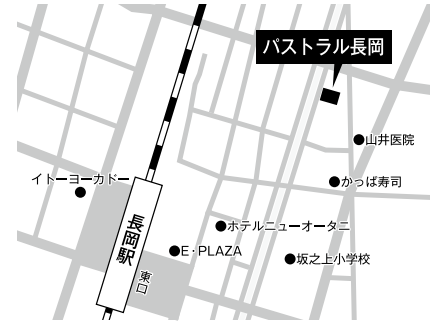 パストラル長岡
山井医院
イトーヨーカドー
かっぱ寿司
長岡駅
ホテルニューオータニ
E・PLAZA
坂之上小学校
東口